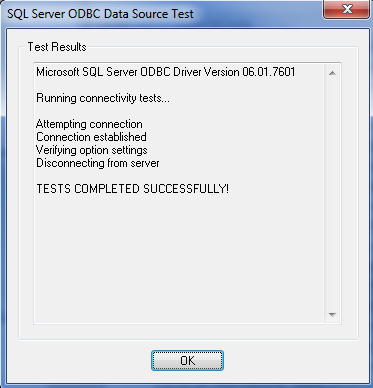 SQL Server ODBC Data Source Test
Test Results
Microsoft SQL Server ODBC Driver Version 06.01.7601
Running connectivity tests...
Attempting connection
Connection established
Verifying option settings
Disconnecting from server
TESTS COMPLETED SUCCESSFULLY!
OK